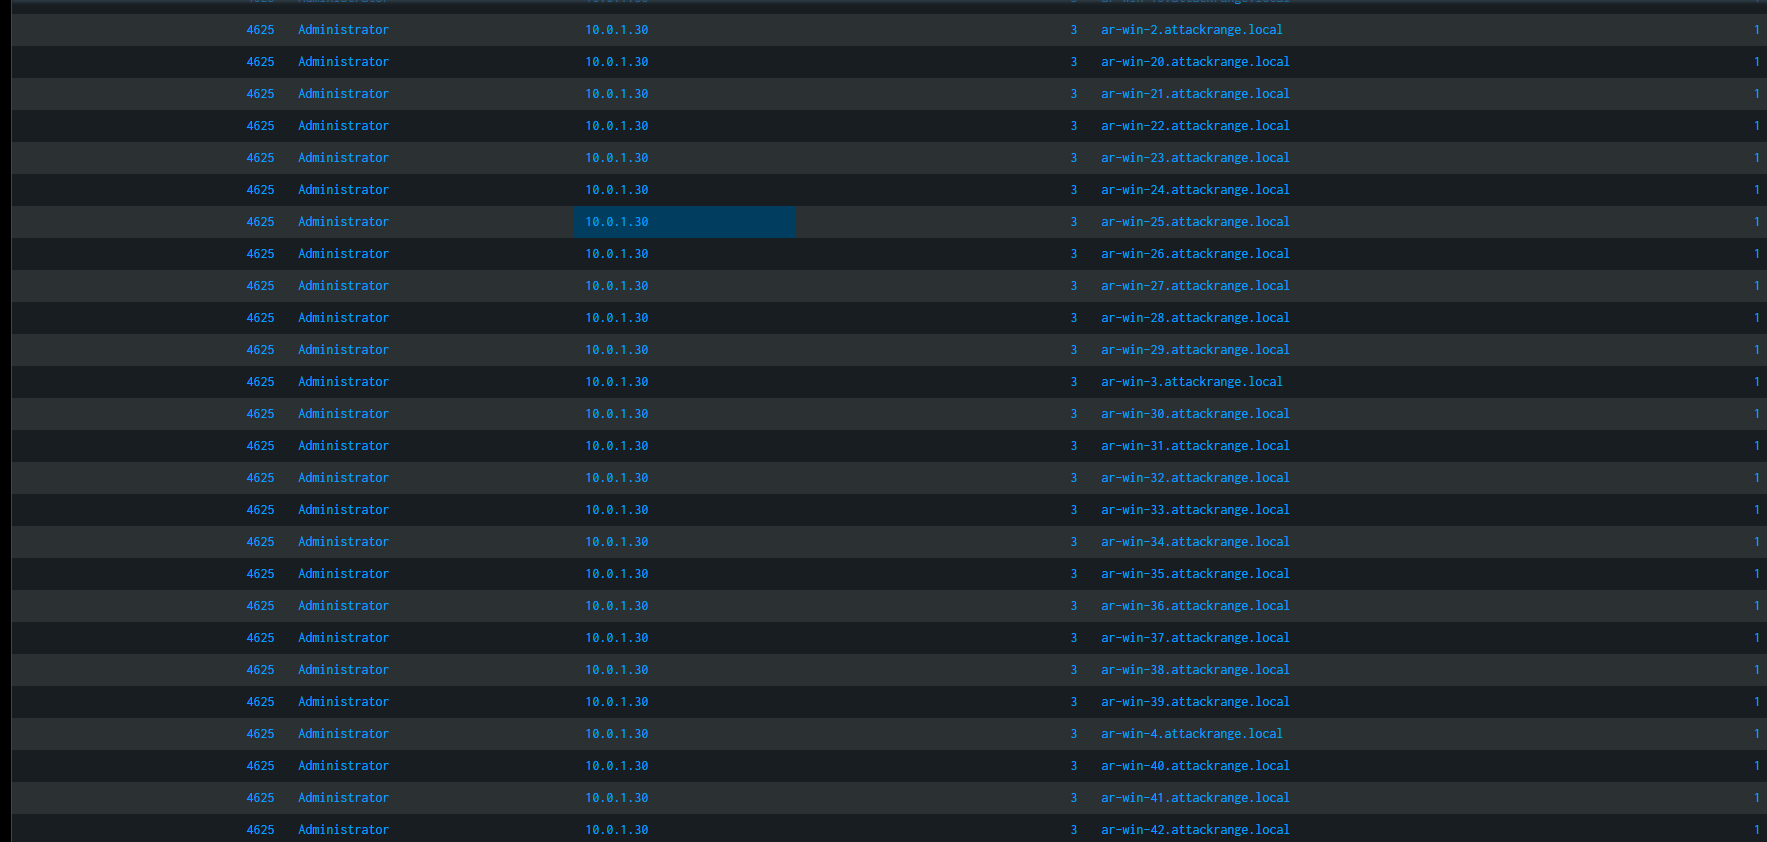 4625 Administrator 10.0.1.30 3 ar-win-2.attackrange.local 1
4625 Administrator 10.0.1.30 3 ar-win-20.attackrange.local 1
4625 Administrator 10.0.1.30 3 ar-win-21.attackrange.local 1
4625 Administrator 10.0.1.30 3 ar-win-22.attackrange.local 1
4625 Administrator 10.0.1.30 3 ar-win-23.attackrange.local 1
4625 Administrator 10.0.1.30 3 ar-win-24.attackrange.local 1
4625 Administrator 10.0.1.30 3 ar-win-25.attackrange.local 1
4625 Administrator 10.0.1.30 3 ar-win-26.attackrange.local 1
4625 Administrator 10.0.1.30 3 ar-win-27.attackrange.local 1
4625 Administrator 10.0.1.30 3 ar-win-28.attackrange.local 1
4625 Administrator 10.0.1.30 3 ar-win-29.attackrange.local 1
4625 Administrator 10.0.1.30 3 ar-win-3.attackrange.local 1
4625 Administrator 10.0.1.30 3 ar-win-30.attackrange.local 1
4625 Administrator 10.0.1.30 3 ar-win-31.attackrange.local 1
4625 Administrator 10.0.1.30 3 ar-win-32.attackrange.local 1
4625 Administrator 10.0.1.30 3 ar-win-33.attackrange.local 1
4625 Administrator 10.0.1.30 3 ar-win-34.attackrange.local 1
4625 Administrator 10.0.1.30 3 ar-win-35.attackrange.local 1
4625 Administrator 10.0.1.30 3 ar-win-36.attackrange.local 1
4625 Administrator 10.0.1.30 3 ar-win-37.attackrange.local 1
4625 Administrator 10.0.1.30 3 ar-win-38.attackrange.local 1
4625 Administrator 10.0.1.30 3 ar-win-39.attackrange.local 1
4625 Administrator 10.0.1.30 3 ar-win-4.attackrange.local 1
4625 Administrator 10.0.1.30 3 ar-win-40.attackrange.local 1
4625 Administrator 10.0.1.30 3 ar-win-41.attackrange.local 1
4625 Administrator 10.0.1.30 3 ar-win-42.attackrange.local 1